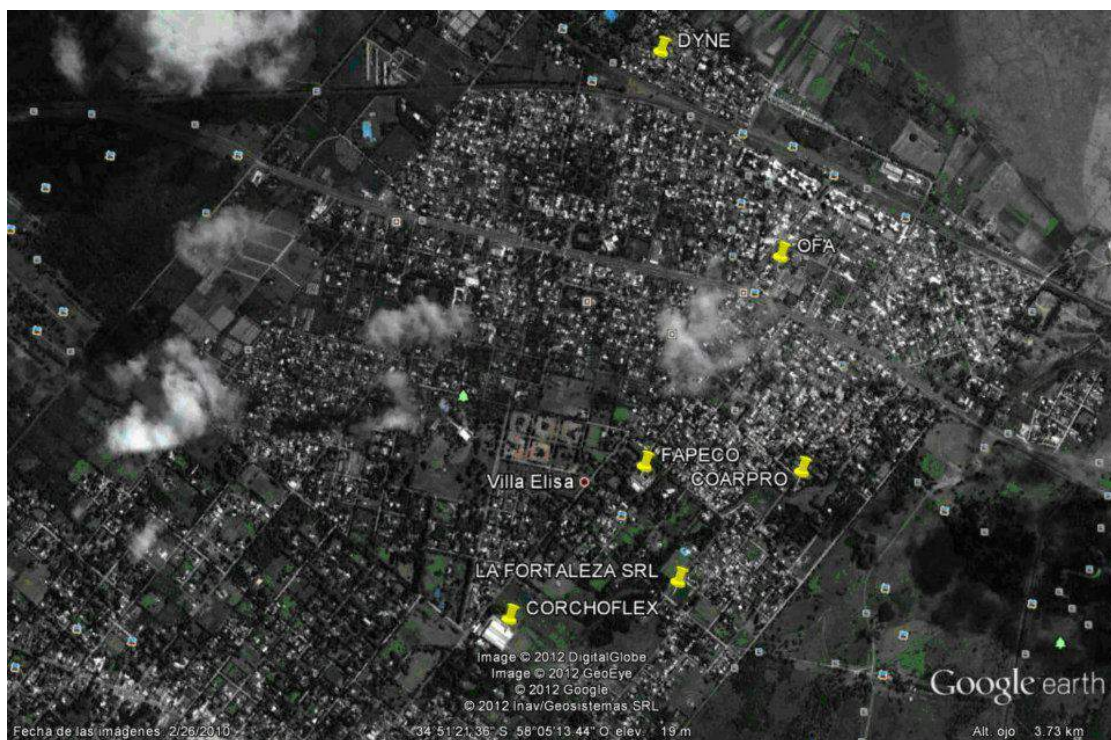 DYNE
OFA
FAPECO
COARPRO
Villa Elisa
LA FORTALEZA SRL
CORCHOFLEX
Image © 2012 DigitalGlobe
Image © 2012 GeoEye
© 2012 Google
© 2012 Inav/Geosistemas SRL
Google earth
Fecha de las imágenes 2/26/2010 34 51'21.36" S 58°05'13.44" O elev. 19 m Alt. ojo 3.73 km